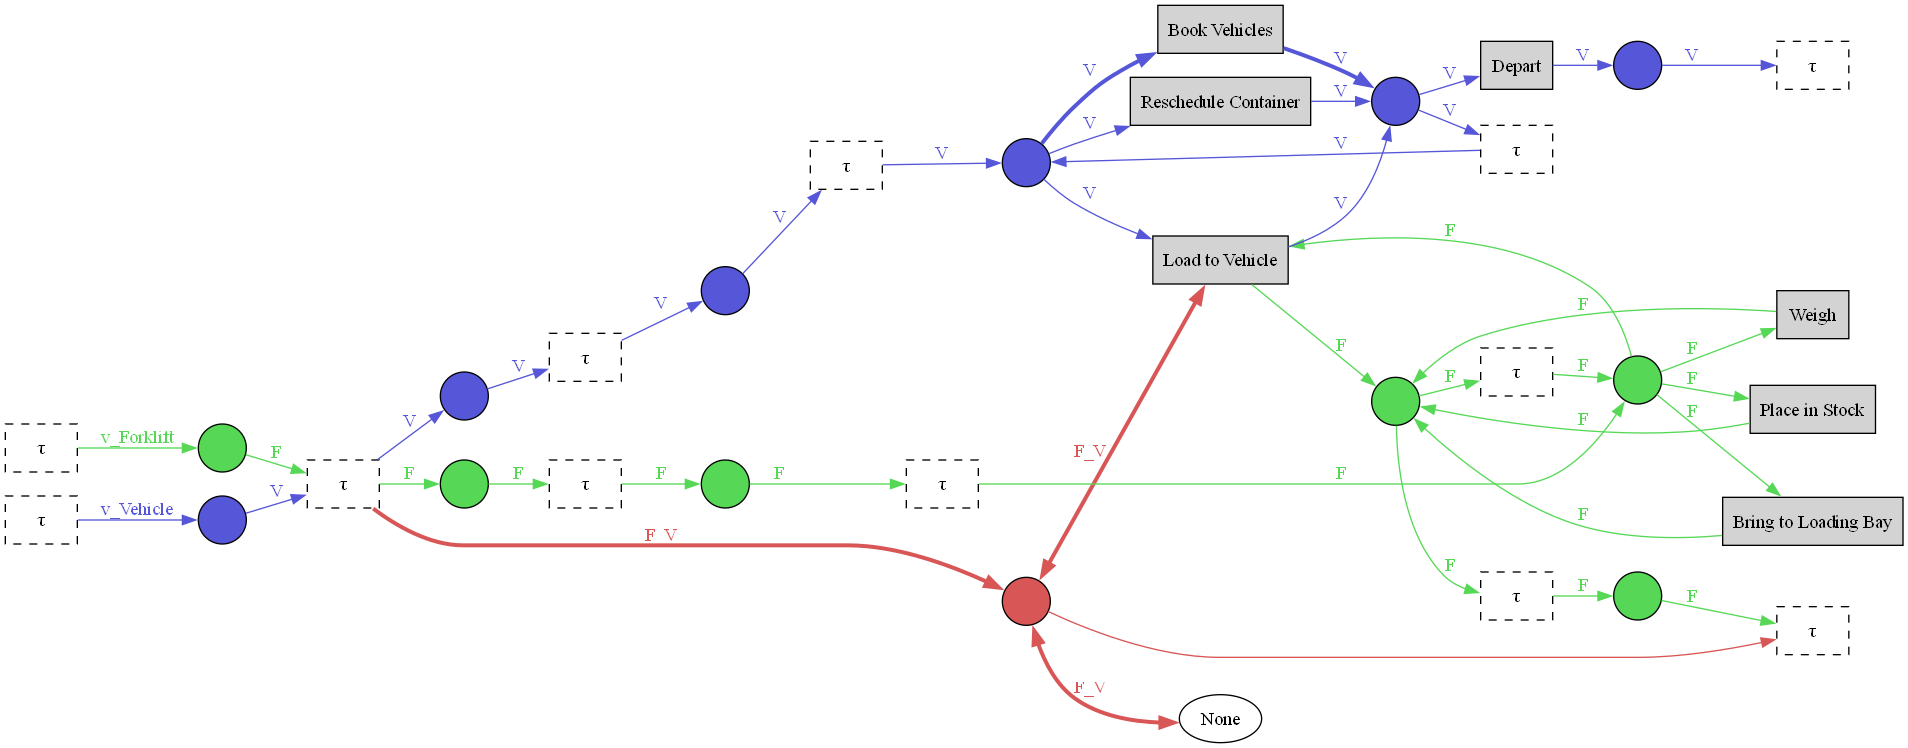 Book Vehicles
V
V
Depart
V
V
τ
V
Reschedule Container
V
V
V
V
τ
V
τ
V
V
V
V
Load to Vehicle
F
V
F
Weigh
V
τ
F
F
τ
F
F
F
Place in Stock
F
F
V
τ
v_Forklift
F
V
τ
F
τ
F
F
τ
F
F_V
F
Bring to Loading Bay
τ
v_Vehicle
V
F_V
F
τ
F
F
τ
F_V
None